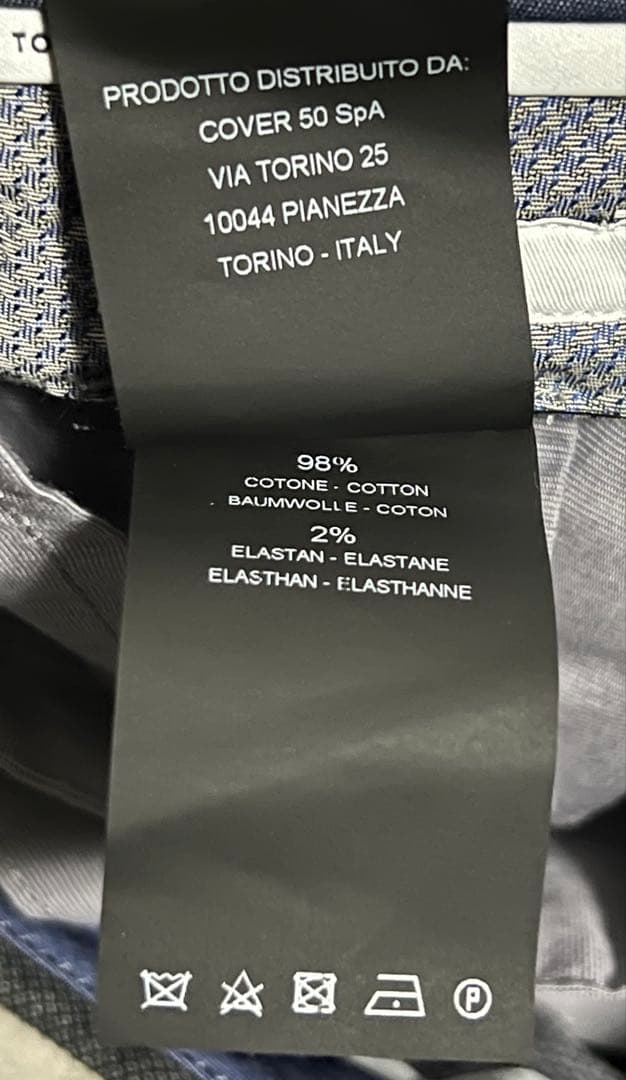 TO
PRODOTTO DISTRIBUITO DA:
COVER 50 SpA
VIA TORINO 25
10044 PIANEZZA
TORINO - ITALY
98%
COTONE - COTTON
BAUMWOLLE - COTON
2%
ELASTAN - ELASTANE
ELASTHAN - ELASTHANNE
P